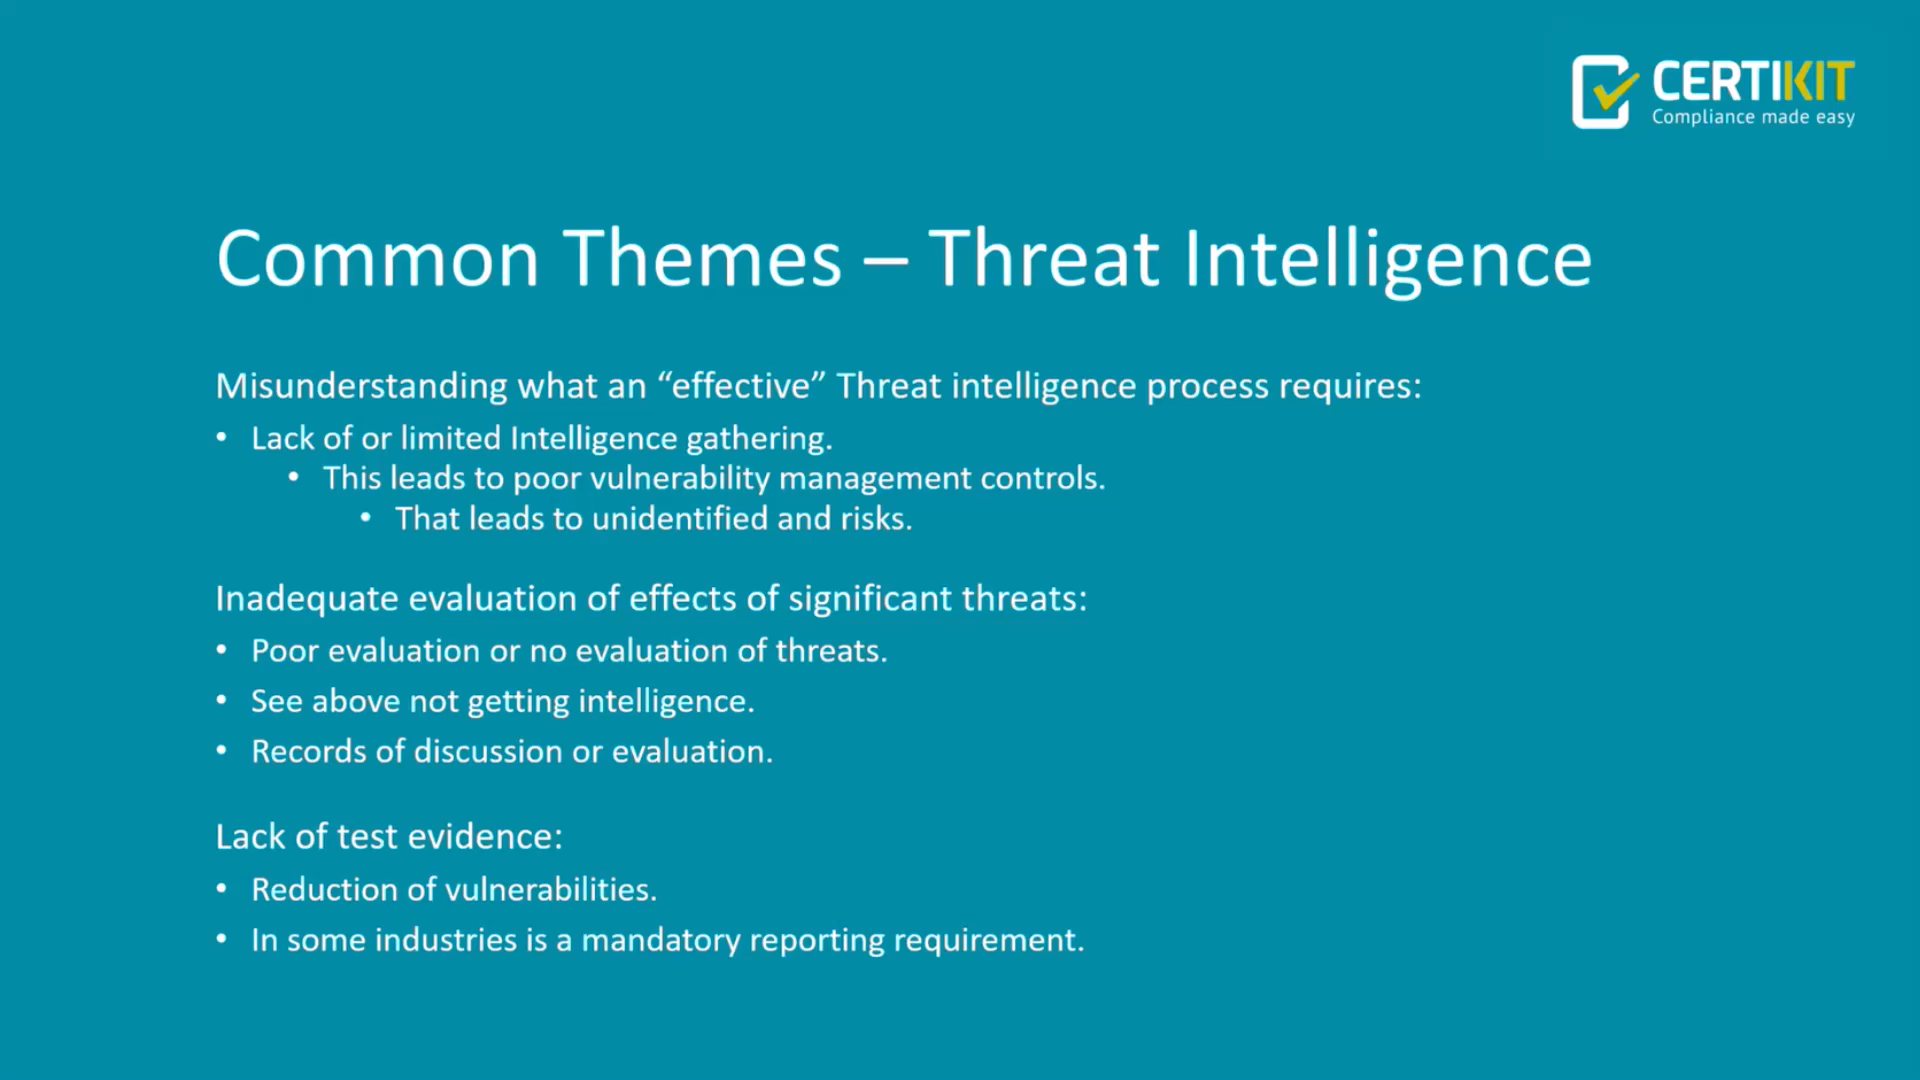 CERTIKIT
Compliance made easy
Common Themes – Threat Intelligence
Misunderstanding what an “effective” Threat intelligence process requires:
• Lack of or limited Intelligence gathering.
• This leads to poor vulnerability management controls.
• That leads to unidentified and risks.
Inadequate evaluation of effects of significant threats:
• Poor evaluation or no evaluation of threats.
• See above not getting intelligence.
• Records of discussion or evaluation.
Lack of test evidence:
• Reduction of vulnerabilities.
• In some industries is a mandatory reporting requirement.